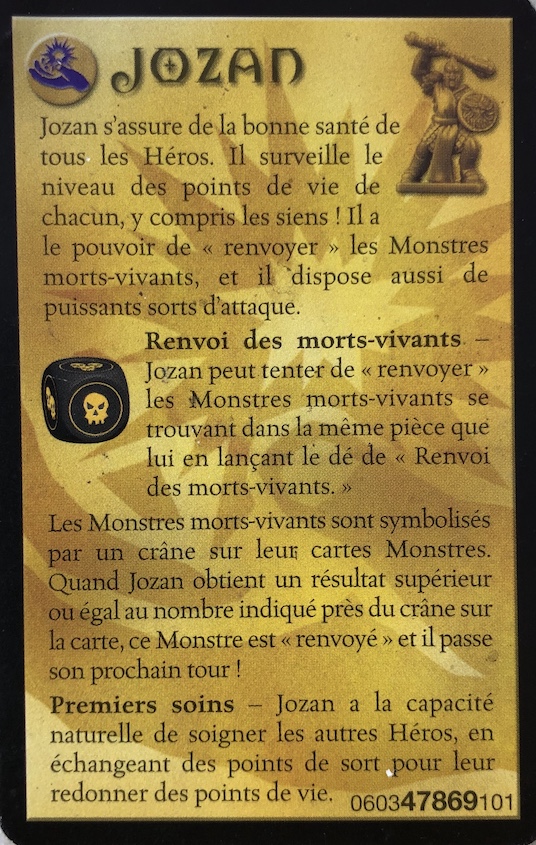 JOZAN
Jozan s'assure de la bonne santé de
tous les Héros. Il surveille le
niveau des points de vie de
chacun, y compris les siens ! Il a
le pouvoir de « renvoyer » les Monstres
morts-vivants, et il dispose aussi de
puissants sorts d'attaque.
Renvoi des morts-vivants –
Jozan peut tenter de « renvoyer »
les Monstres morts-vivants se
trouvant dans la même pièce que
lui en lançant le dé de « Renvoi
des morts-vivants. »
Les Monstres morts-vivants sont symbolisés
par un crâne sur leur cartes Monstres.
Quand Jozan obtient un résultat supérieur
ou égal au nombre indiqué près du crâne sur
la carte, ce Monstre est « renvoyé » et il passe
son prochain tour !
Premiers soins – Jozan a la capacité
naturelle de soigner les autres Héros, en
échangeant des points de sort pour leur
redonner des points de vie.
060347869101